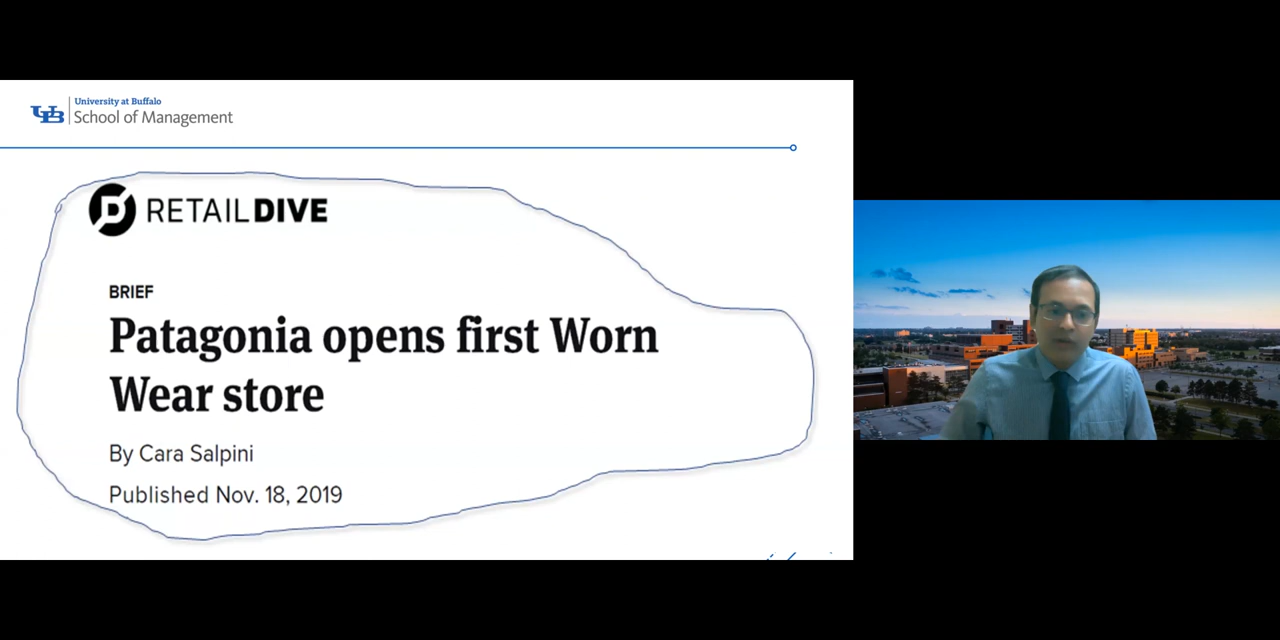 University at Buffalo
School of Management
RETAILDIVE
BRIEF
Patagonia opens first Worn
Wear store
By Cara Salpini
Published Nov. 18, 2019